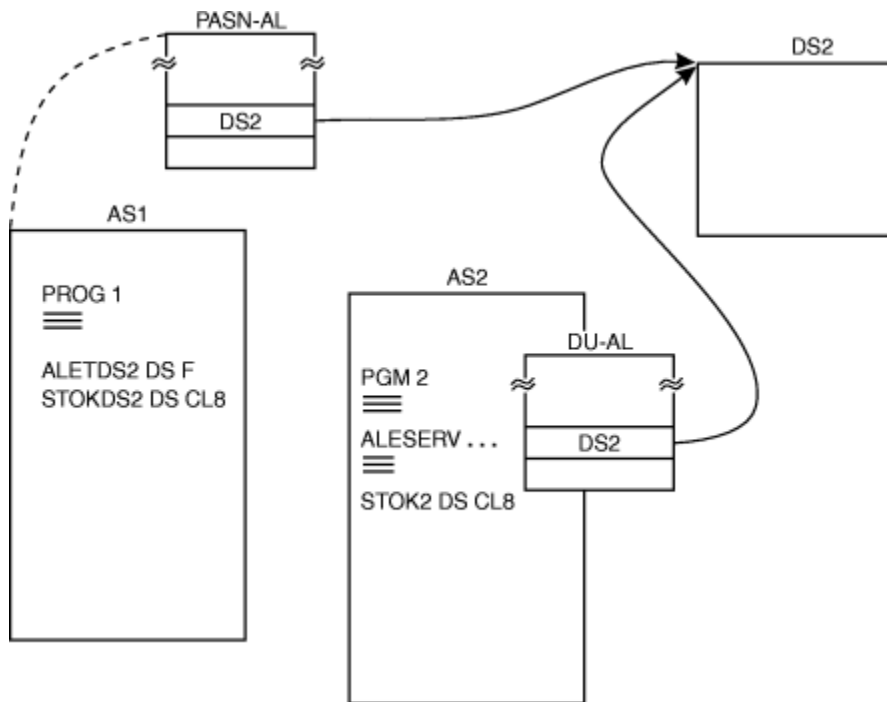 PASN-AL
DS2
DS2
AS1
PROG 1
ALETDS2 DS F
STOKDS2 DS CL8
AS2
DU-AL
PGM 2
ALESERV . . .
DS2
STOK2 DS CL8